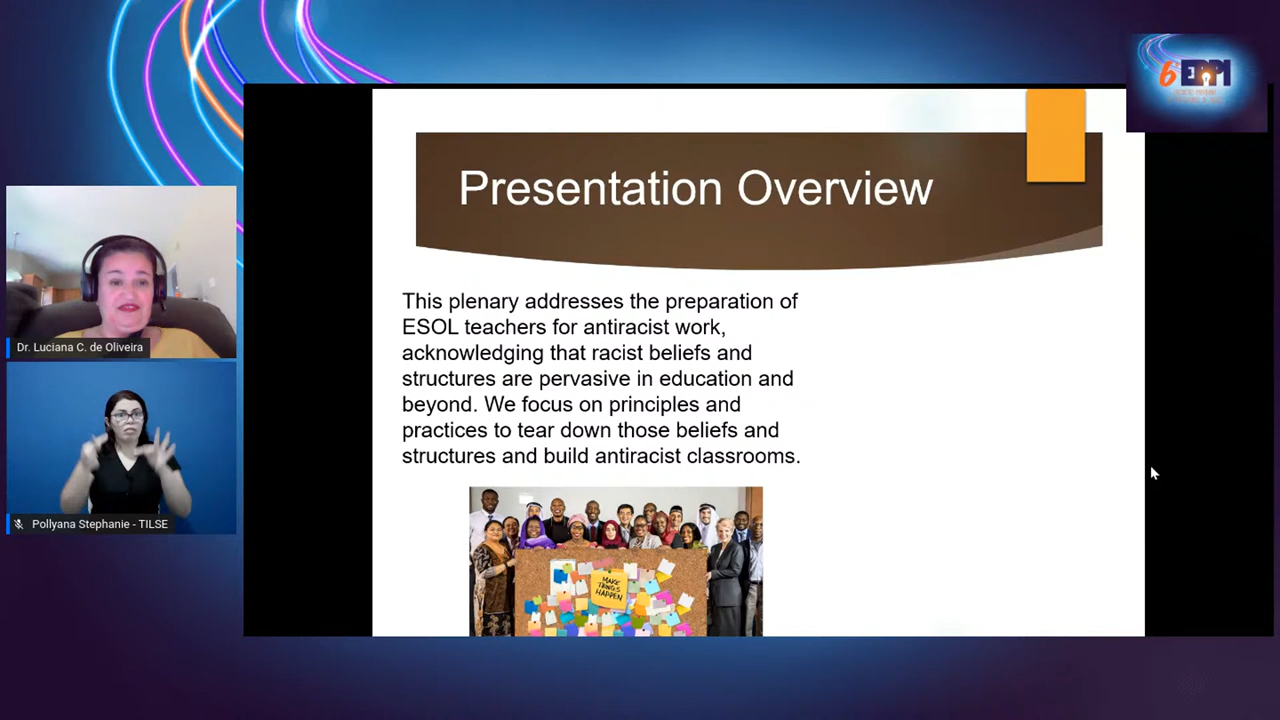 6 EPPI
Presentation Overview
This plenary addresses the preparation of
ESOL teachers for antiracist work,
acknowledging that racist beliefs and
structures are pervasive in education and
beyond. We focus on principles and
practices to tear down those beliefs and
structures and build antiracist classrooms.
MAKE
THINGS
HAPPEN
Dr. Luciana C. de Oliveira
Pollyana Stephanie - TILSE